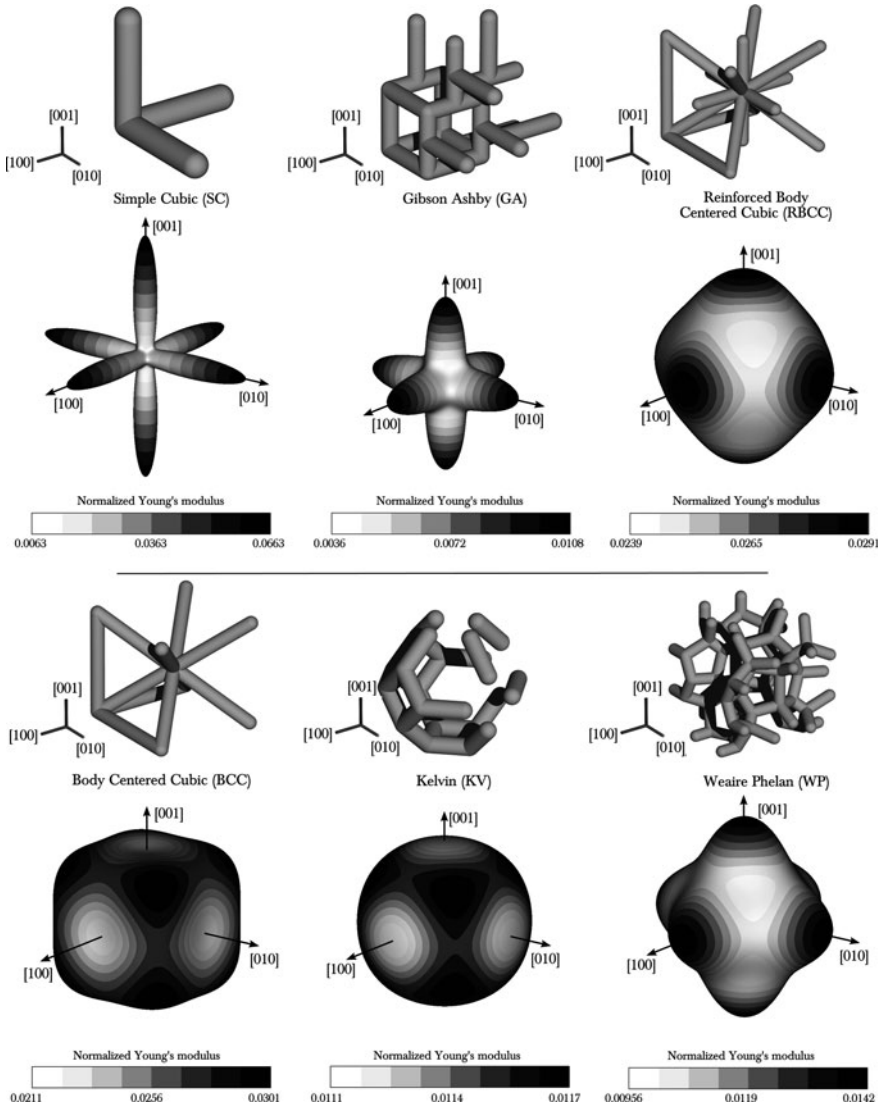 [001]
[100]
[010]
Simple Cubic (SC)
[001]
[100]
[010]
Gibson Ashby (GA)
[001]
[100]
[010]
Reinforced Body
Centered Cubic (RBCC)
[001]
[100]
[010]
[001]
[100]
[010]
[001]
[100]
[010]
Normalized Young's modulus
0.0063 0.0363 0.0663
Normalized Young's modulus
0.0036 0.0072 0.0108
Normalized Young's modulus
0.0239 0.0265 0.0291
[001]
[100]
[010]
Body Centered Cubic (BCC)
[001]
[100]
[010]
Kelvin (KV)
[001]
[100]
[010]
Weaire Phelan (WP)
[001]
[100]
[010]
[001]
[100]
[010]
[001]
[100]
[010]
Normalized Young's modulus
0.0211 0.0256 0.0301
Normalized Young's modulus
0.0111 0.0114 0.0117
Normalized Young's modulus
0.00956 0.0119 0.0142